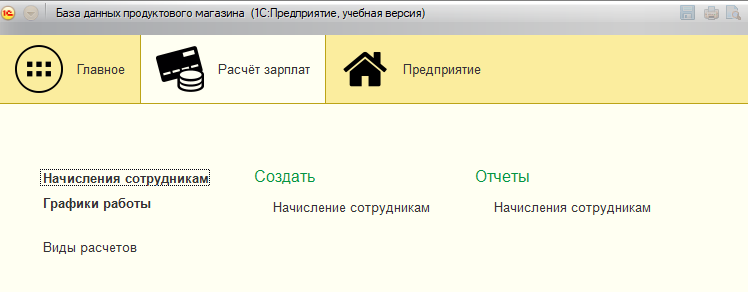 База данных продуктового магазина (1С:Предприятие, учебная версия)
Главное
Расчёт зарплат
Предприятие
Начисления сотрудникам
Графики работы
Виды расчетов
Создать
Начисление сотрудникам
Отчеты
Начисления сотрудникам